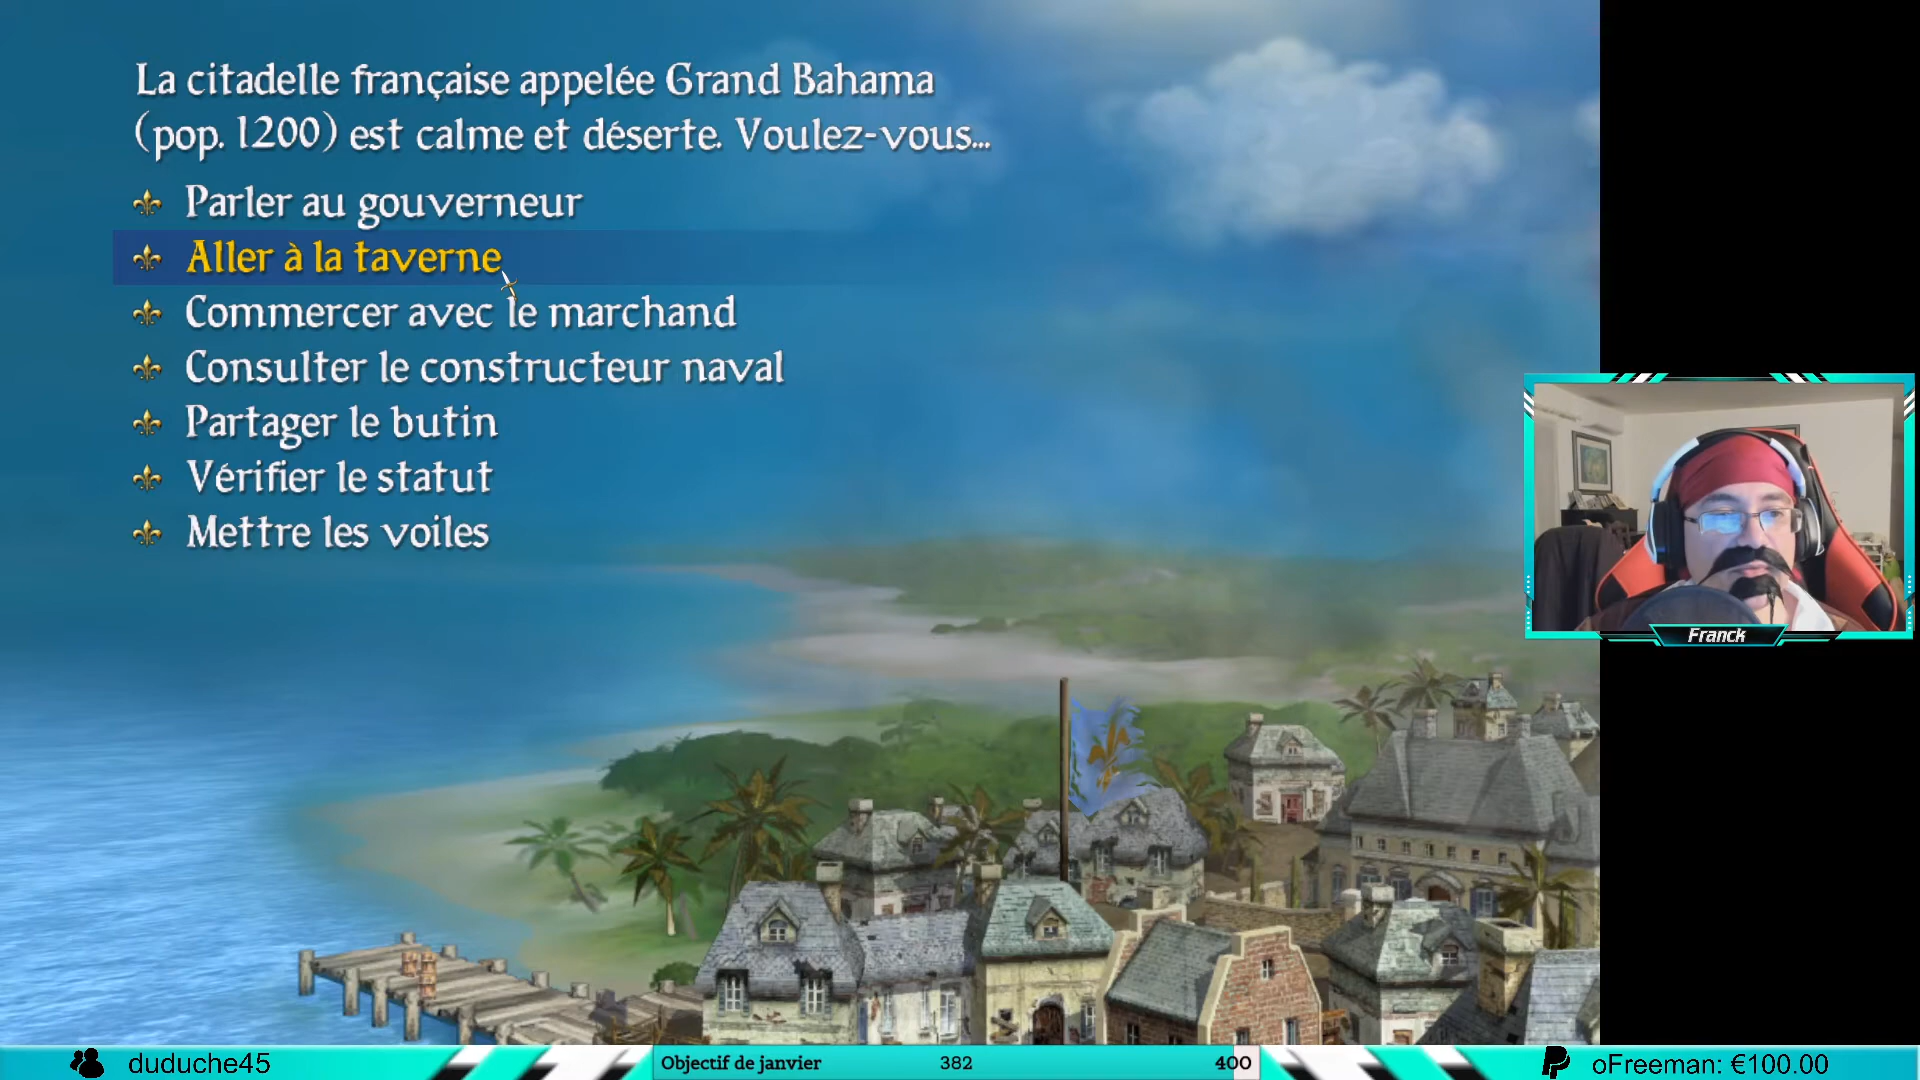 La citadelle française appelée Grand Bahama
(pop. 1200) est calme et déserte. Voulez-vous...
Parler au gouverneur
Aller à la taverne
Commercer avec le marchand
Consulter le constructeur naval
Partager le butin
Vérifier le statut
Mettre les voiles
Franck
duduche45
Objectif de janvier 382 400
oFreeman: €100.00